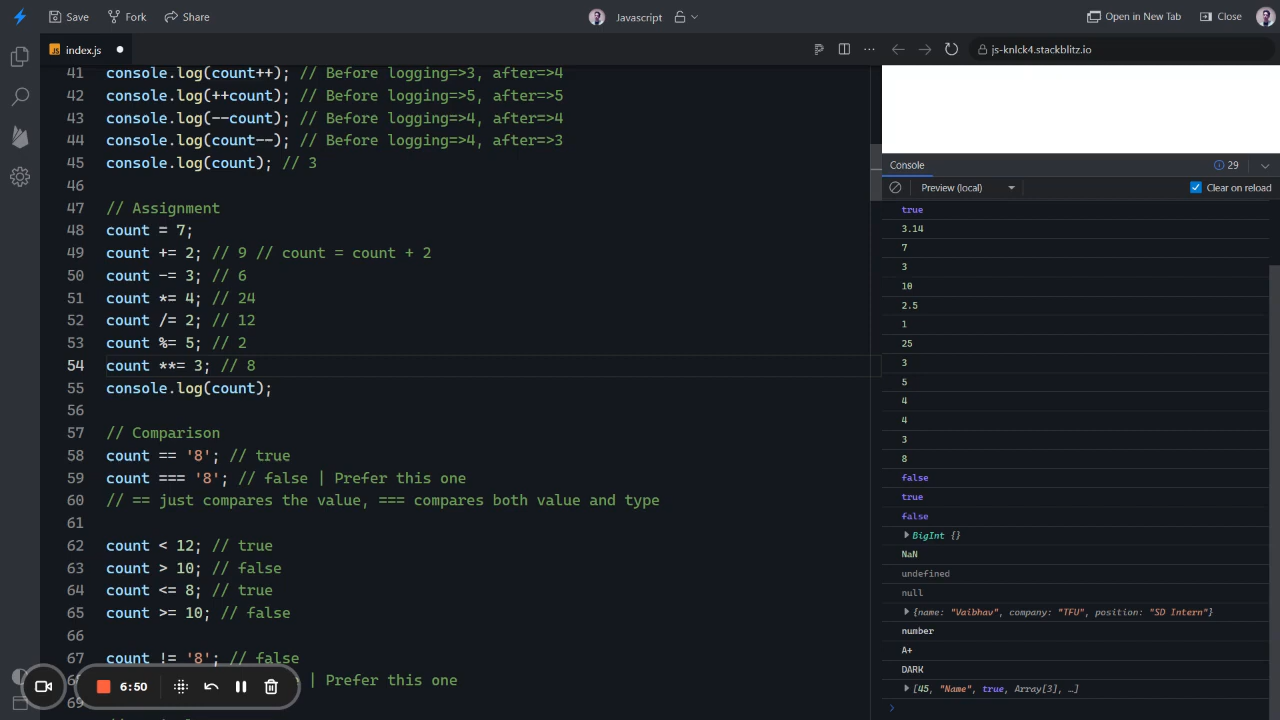 Save Fork Share Javascript Open in New Tab Close
JS index.js js-knlck4.stackblitz.io
41 console.log(count++); // Before logging=>3, after=>4
42 console.log(++count); // Before logging=>5, after=>5
43 console.log(--count); // Before logging=>4, after=>4
44 console.log(count--); // Before logging=>4, after=>3
45 console.log(count); // 3
46
47 // Assignment
48 count = 7;
49 count += 2; // 9 // count = count + 2
50 count -= 3; // 6
51 count *= 4; // 24
52 count /= 2; // 12
53 count %= 5; // 2
54 count **= 3; // 8
55 console.log(count);
56
57 // Comparison
58 count == '8'; // true
59 count === '8'; // false | Prefer this one
60 // == just compares the value, === compares both value and type
61
62 count < 12; // true
63 count > 10; // false
64 count <= 8; // true
65 count >= 10; // false
66
67 count != '8'; // false
| Prefer this one
69
6:50
Console 29
Preview (local) Clear on reload
true
3.14
7
3
10
2.5
1
25
3
5
4
4
3
8
false
true
false
BigInt {}
NaN
undefined
null
{name: "Vaibhav", company: "TFU", position: "SD Intern"}
number
A+
DARK
[45, "Name", true, Array[3], …]